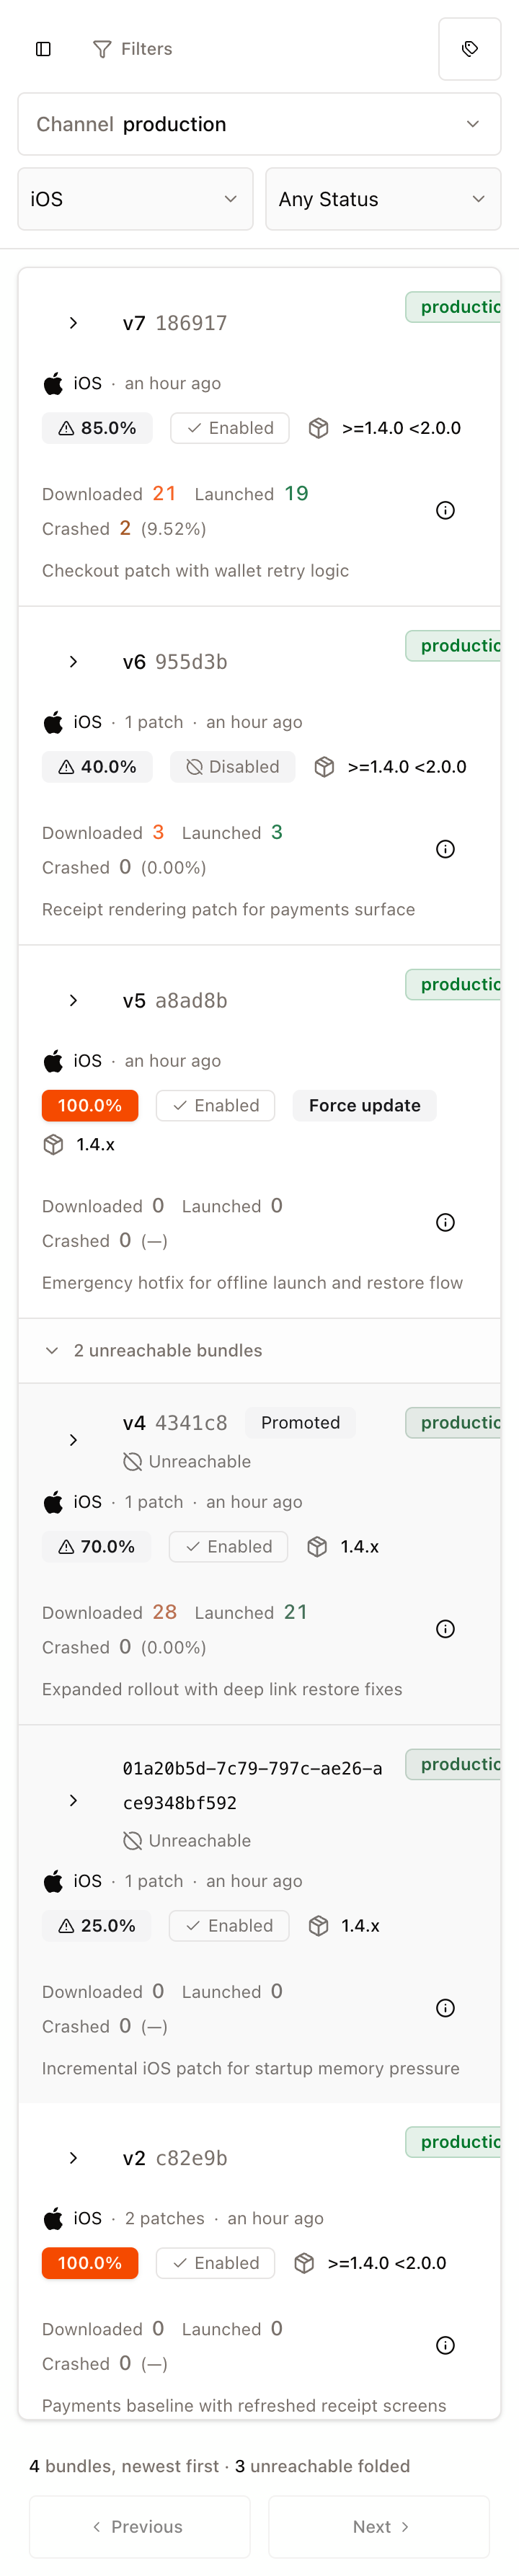 Filters
Channel production
iOS
Any Status
v7 186917
productic
iOS · an hour ago
85.0% Enabled >=1.4.0 <2.0.0
Downloaded 21 Launched 19
Crashed 2 (9.52%)
Checkout patch with wallet retry logic
v6 955d3b
productic
iOS · 1 patch · an hour ago
40.0% Disabled >=1.4.0 <2.0.0
Downloaded 3 Launched 3
Crashed 0 (0.00%)
Receipt rendering patch for payments surface
v5 a8ad8b
productic
iOS · an hour ago
100.0% Enabled Force update
1.4.x
Downloaded 0 Launched 0
Crashed 0 (—)
Emergency hotfix for offline launch and restore flow
2 unreachable bundles
v4 4341c8 Promoted
productic
Unreachable
iOS · 1 patch · an hour ago
70.0% Enabled 1.4.x
Downloaded 28 Launched 21
Crashed 0 (0.00%)
Expanded rollout with deep link restore fixes
01a20b5d-7c79-797c-ae26-a
productic
ce9348bf592
Unreachable
iOS · 1 patch · an hour ago
25.0% Enabled 1.4.x
Downloaded 0 Launched 0
Crashed 0 (—)
Incremental iOS patch for startup memory pressure
v2 c82e9b
productic
iOS · 2 patches · an hour ago
100.0% Enabled >=1.4.0 <2.0.0
Downloaded 0 Launched 0
Crashed 0 (—)
Payments baseline with refreshed receipt screens
4 bundles, newest first · 3 unreachable folded
Previous
Next